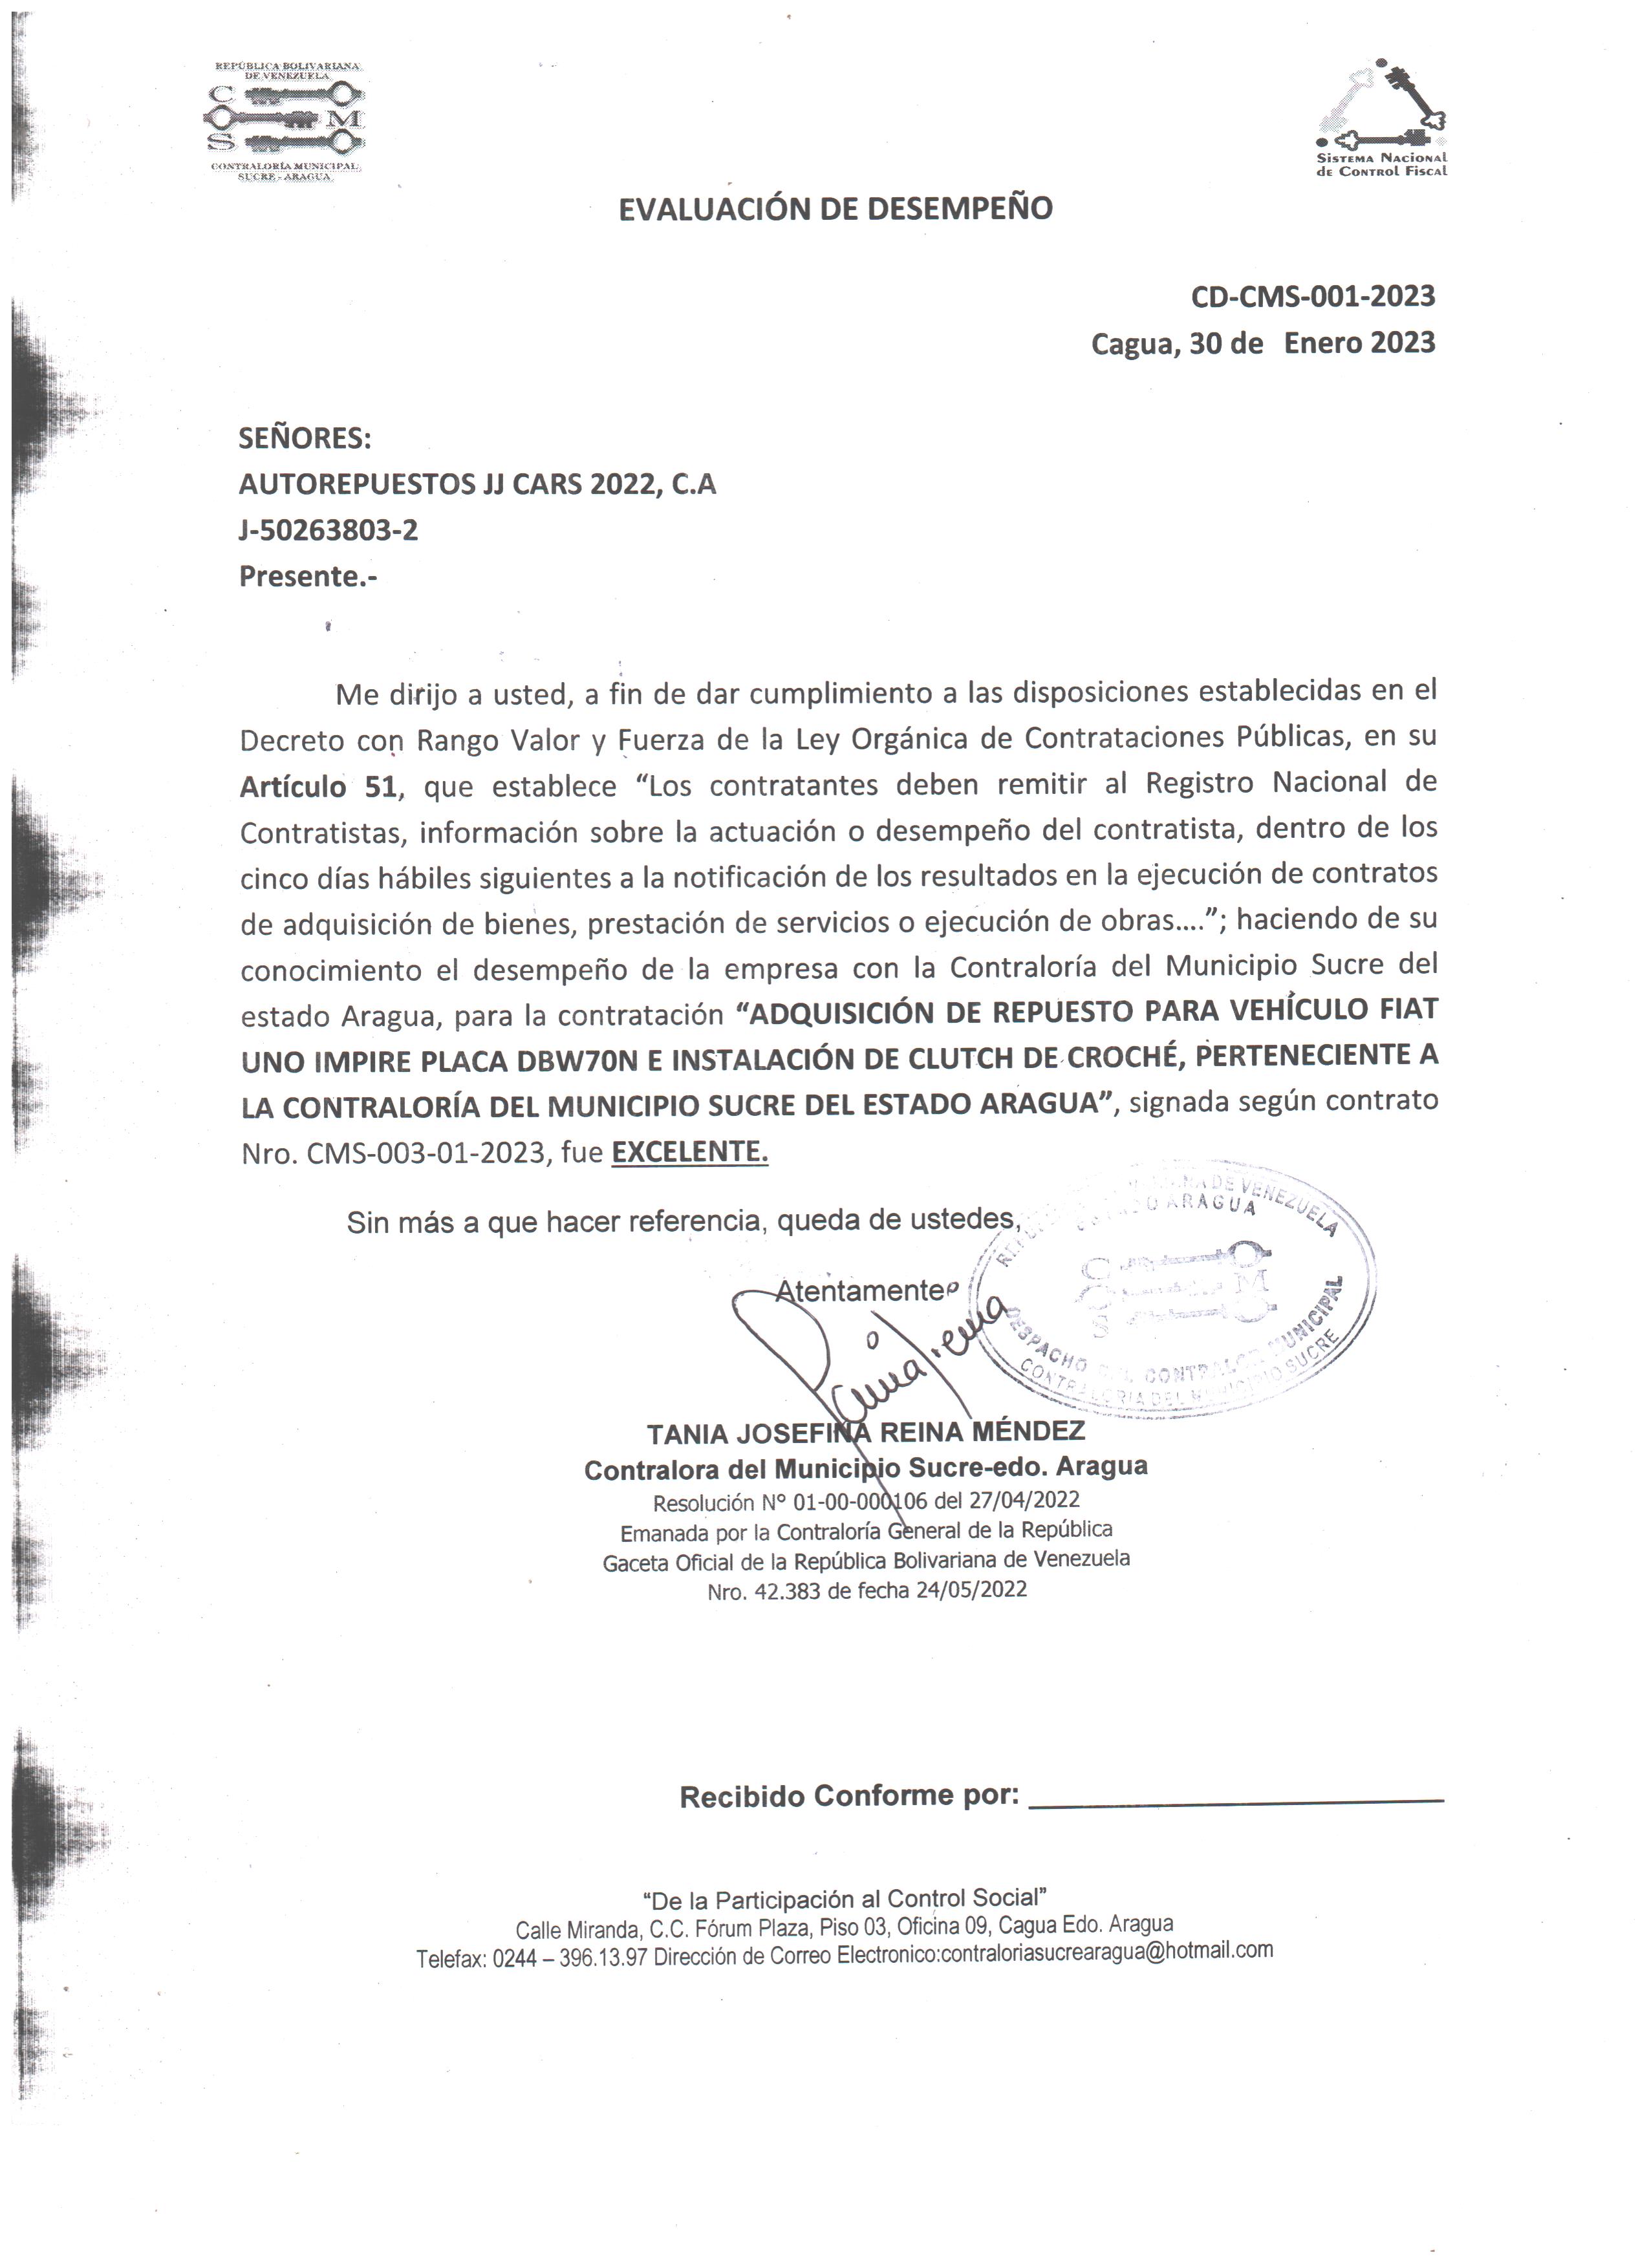 REPÚBLICA BOLIVARIANA
DE VENEZUELA
C
M
S
CONTRALORÍA MUNICIPAL
SUCRE - ARAGUA
SISTEMA NACIONAL
DE CONTROL FISCAL
EVALUACIÓN DE DESEMPEÑO
CD-CMS-001-2023
Cagua, 30 de Enero 2023
SEÑORES:
AUTOREPUESTOS JJ CARS 2022, C.A
J-50263803-2
Presente.-
Me dirijo a usted, a fin de dar cumplimiento a las disposiciones establecidas en el
Decreto con Rango Valor y Fuerza de la Ley Orgánica de Contrataciones Públicas, en su
Artículo 51, que establece “Los contratantes deben remitir al Registro Nacional de
Contratistas, información sobre la actuación o desempeño del contratista, dentro de los
cinco días hábiles siguientes a la notificación de los resultados en la ejecución de contratos
de adquisición de bienes, prestación de servicios o ejecución de obras....”; haciendo de su
conocimiento el desempeño de la empresa con la Contraloría del Municipio Sucre del
estado Aragua, para la contratación “ADQUISICIÓN DE REPUESTO PARA VEHÍCULO FIAT
UNO IMPIRE PLACA DBW70N E INSTALACIÓN DE CLUTCH DE CROCHÉ, PERTENECIENTE A
LA CONTRALORÍA DEL MUNICIPIO SUCRE DEL ESTADO ARAGUA”, signada según contrato
Nro. CMS-003-01-2023, fue EXCELENTE.
Sin más a que hacer referencia, queda de ustedes,
DE VENEZUELA
ARAGUA
C M S
DESPACHO DEL CONTRALOR MUNICIPAL
CONTRALORIA DEL MUNICIPIO SUCRE
Atentamente
TANIA JOSEFINA REINA MÉNDEZ
Contralora del Municipio Sucre-edo. Aragua
Resolución N° 01-00-000106 del 27/04/2022
Emanada por la Contraloría General de la República
Gaceta Oficial de la República Bolivariana de Venezuela
Nro. 42.383 de fecha 24/05/2022
Recibido Conforme por:
“De la Participación al Control Social”
Calle Miranda, C.C. Fórum Plaza, Piso 03, Oficina 09, Cagua Edo. Aragua
Telefax: 0244 – 396.13.97 Dirección de Correo Electronico:contraloriasucrearagua@hotmail.com